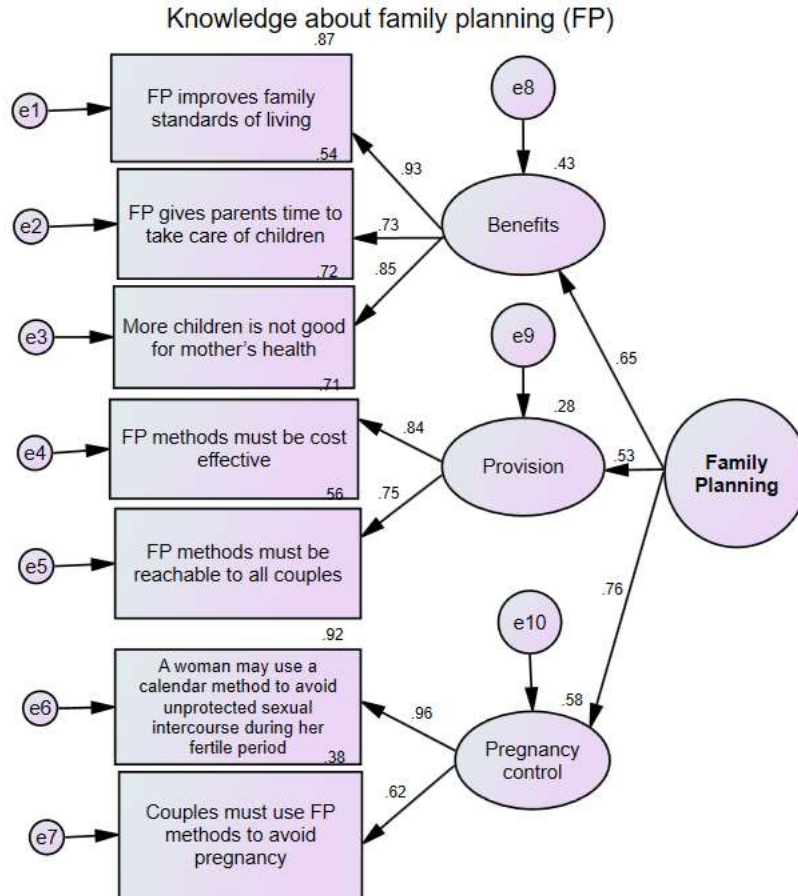 Knowledge about family planning (FP)
.87
e1
FP improves family
standards of living
.54
e8
.43
.93
e2
FP gives parents time to
take care of children
.72
.73
Benefits
.85
e3
More children is not good
for mother's health
.71
e9
.65
.28
e4
FP methods must be cost
effective
.56
.84
Provision
.53
Family
Planning
.75
e5
FP methods must be
reachable to all couples
.92
.76
e10
e6
A woman may use a
calendar method to avoid
unprotected sexual
intercourse during her
fertile period
.38
.96
.58
Pregnancy
control
.62
e7
Couples must use FP
methods to avoid
pregnancy